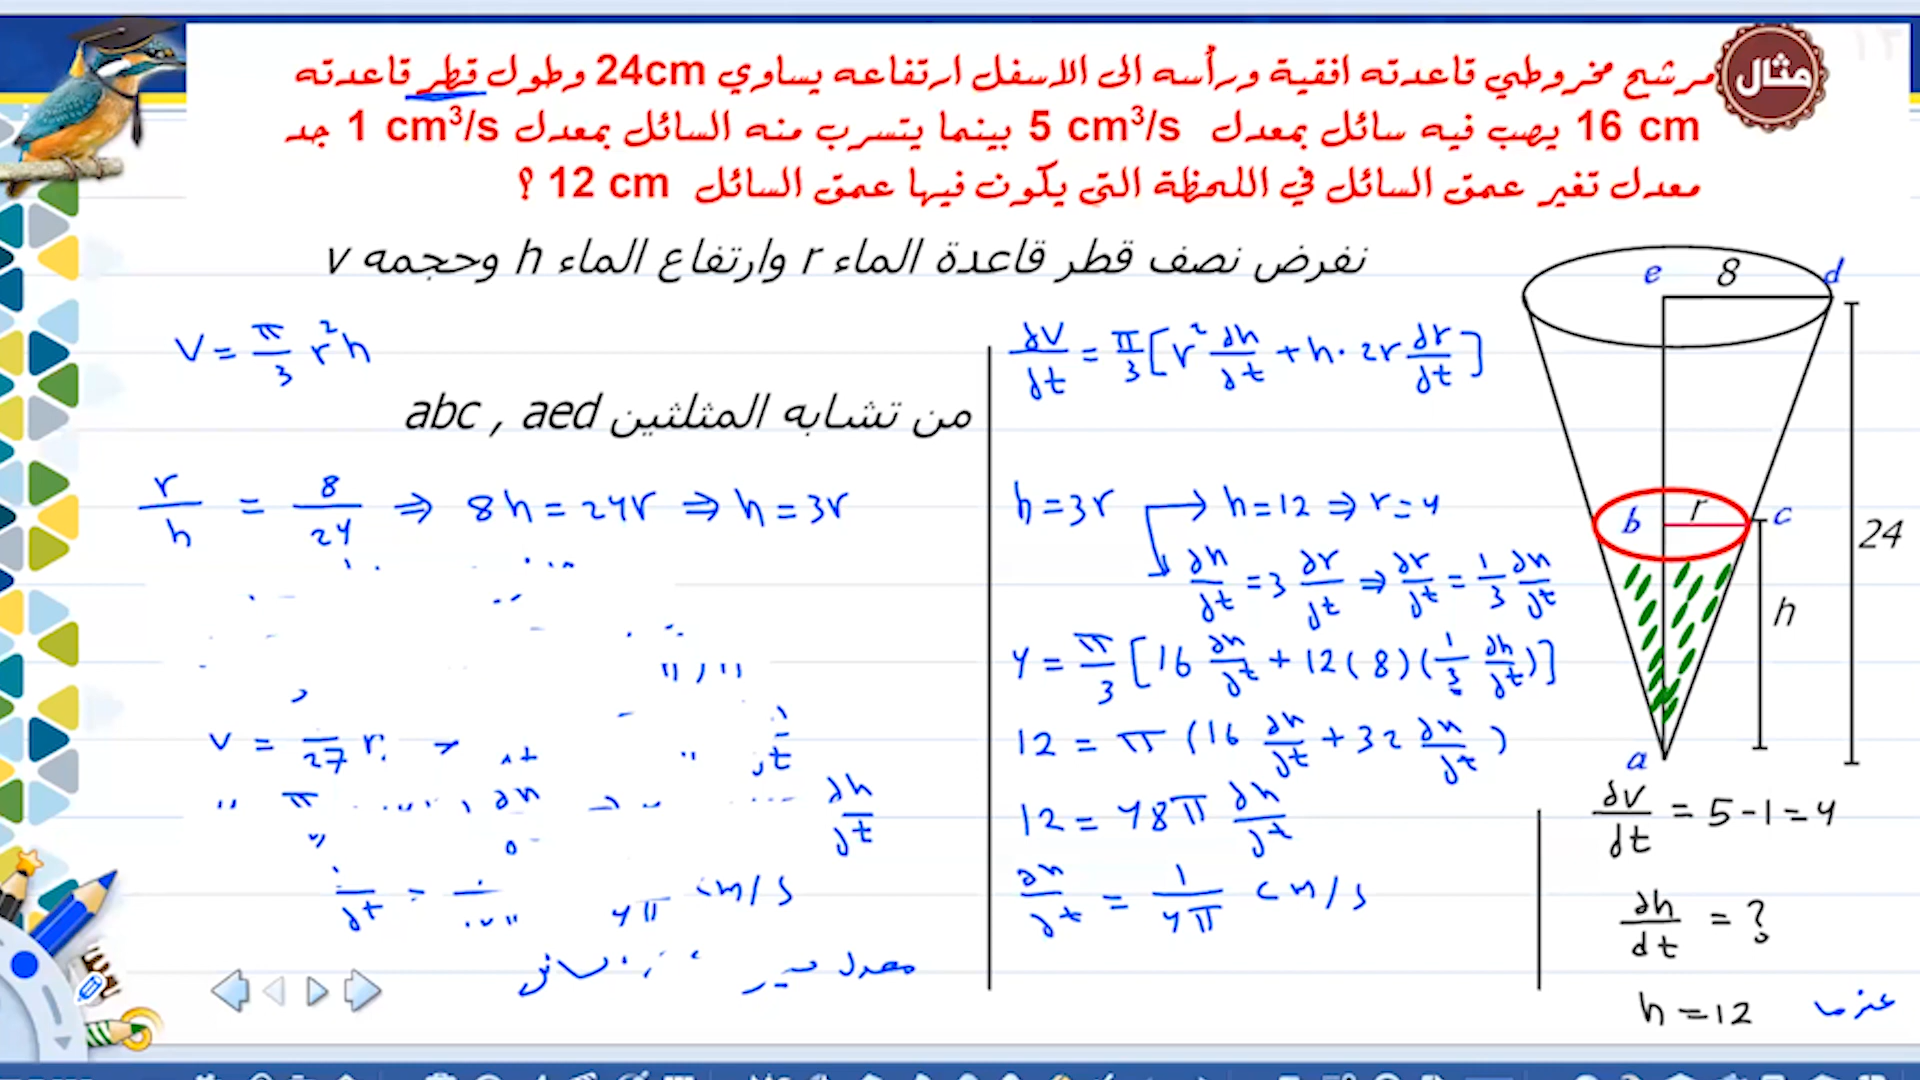 مثال
مرشح مخروطي قاعدته افقية ورأسه الى الاسفل ارتفاعه يساوي 24cm وطول قطر قاعدته
16 cm يصب فيه سائل بمعدل 5 cm³/s بينما يتسرب منه السائل بمعدل 1 cm³/s جد
معدل تغير عمق السائل في اللحظة التي يكون فيها عمق السائل 12 cm ؟
نفرض نصف قطر قاعدة الماء r وارتفاع الماء h وحجمه v
V = π/3 r²h
من تشابه المثلثين abc , aed
r/h = 8/24 ⇒ 8h = 24r ⇒ h = 3r
dV/dt = π/3 [r² dh/dt + h · 2r dr/dt]
h = 3r → h = 12 ⇒ r = 4
dh/dt = 3 dr/dt ⇒ dr/dt = 1/3 dh/dt
4 = π/3 [16 dh/dt + 12(8)(1/3 dh/dt)]
12 = π (16 dh/dt + 32 dh/dt)
12 = 48π dh/dt
dh/dt = 1/4π cm/s
e 8 d
b r c
24
h
a
dv/dt = 5 - 1 = 4
dh/dt = ?
عندما h = 12